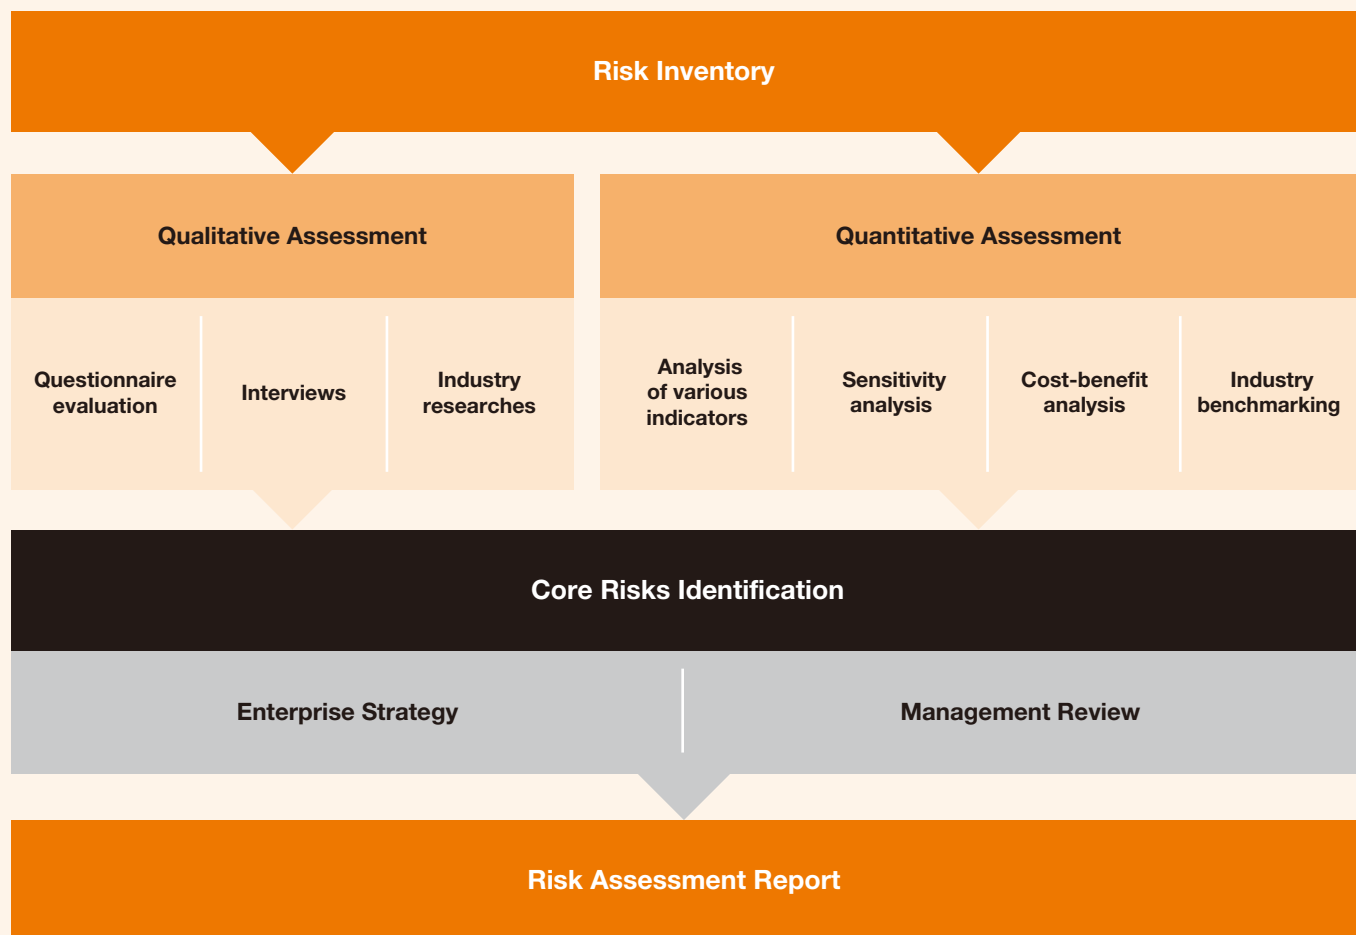 Risk Inventory
Qualitative Assessment
Quantitative Assessment
Questionnaire
evaluation
Interviews
Industry
researches
Analysis
of various
indicators
Sensitivity
analysis
Cost-benefit
analysis
Industry
benchmarking
Core Risks Identification
Enterprise Strategy
Management Review
Risk Assessment Report